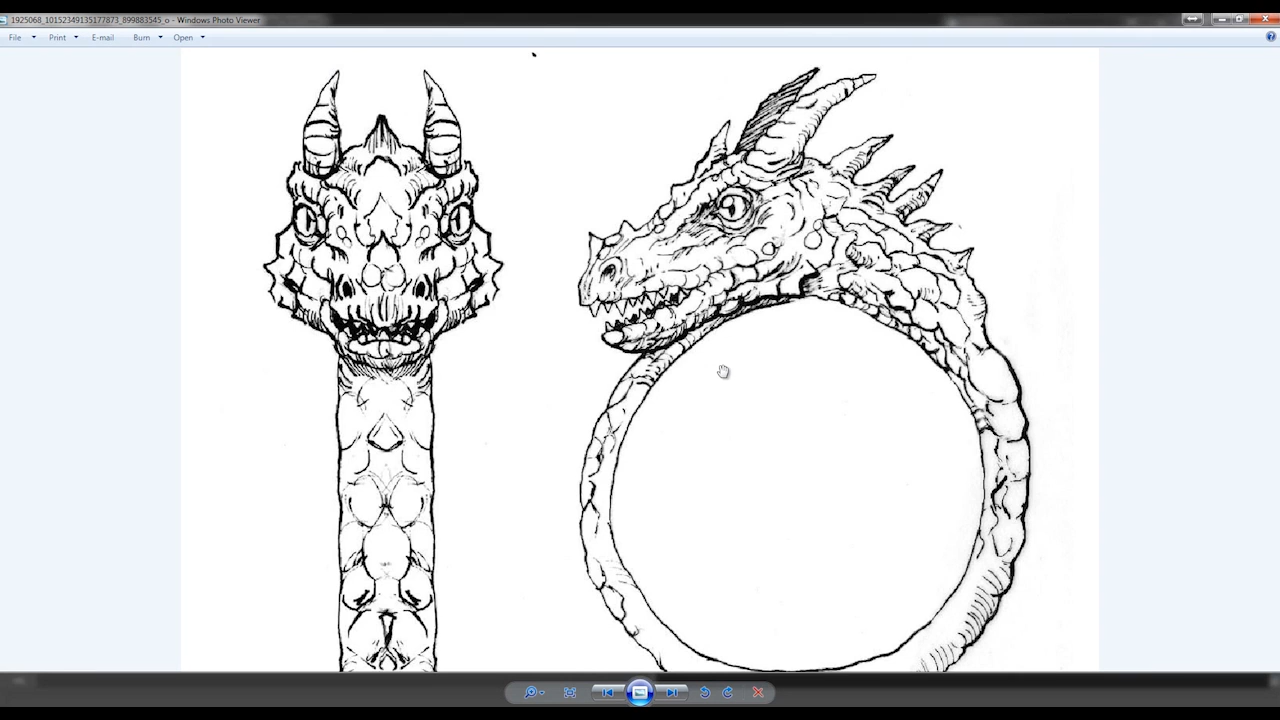 1925068_10152349135177873_899883545_o - Windows Photo Viewer
File Print E-mail Burn Open